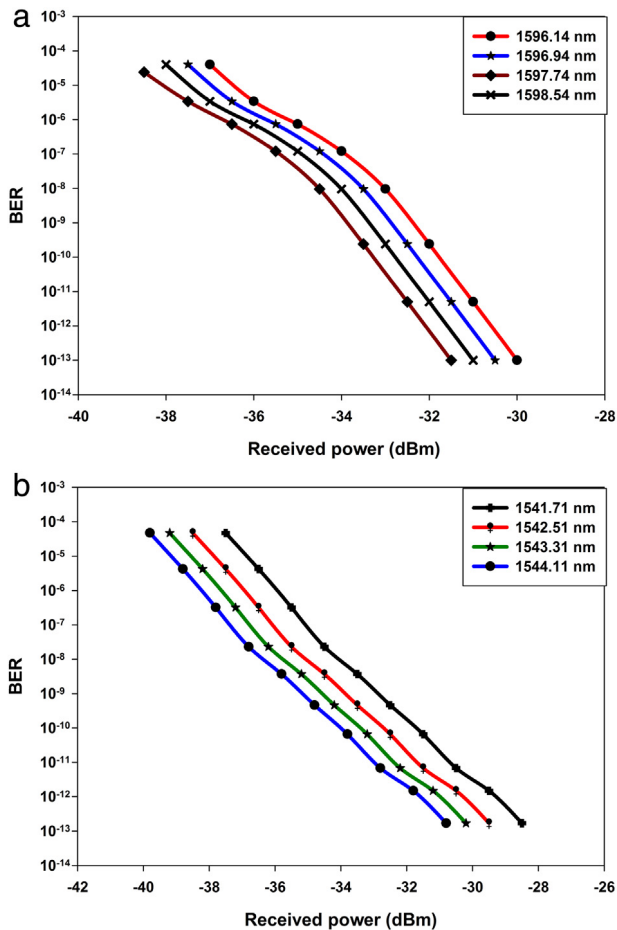 a
10⁻³
10⁻⁴
10⁻⁵
10⁻⁶
10⁻⁷
10⁻⁸
10⁻⁹
10⁻¹⁰
10⁻¹¹
10⁻¹²
10⁻¹³
10⁻¹⁴
BER
1596.14 nm
1596.94 nm
1597.74 nm
1598.54 nm
-40 -38 -36 -34 -32 -30 -28
Received power (dBm)
b
10⁻³
10⁻⁴
10⁻⁵
10⁻⁶
10⁻⁷
10⁻⁸
10⁻⁹
10⁻¹⁰
10⁻¹¹
10⁻¹²
10⁻¹³
10⁻¹⁴
BER
1541.71 nm
1542.51 nm
1543.31 nm
1544.11 nm
-42 -40 -38 -36 -34 -32 -30 -28 -26
Received power (dBm)